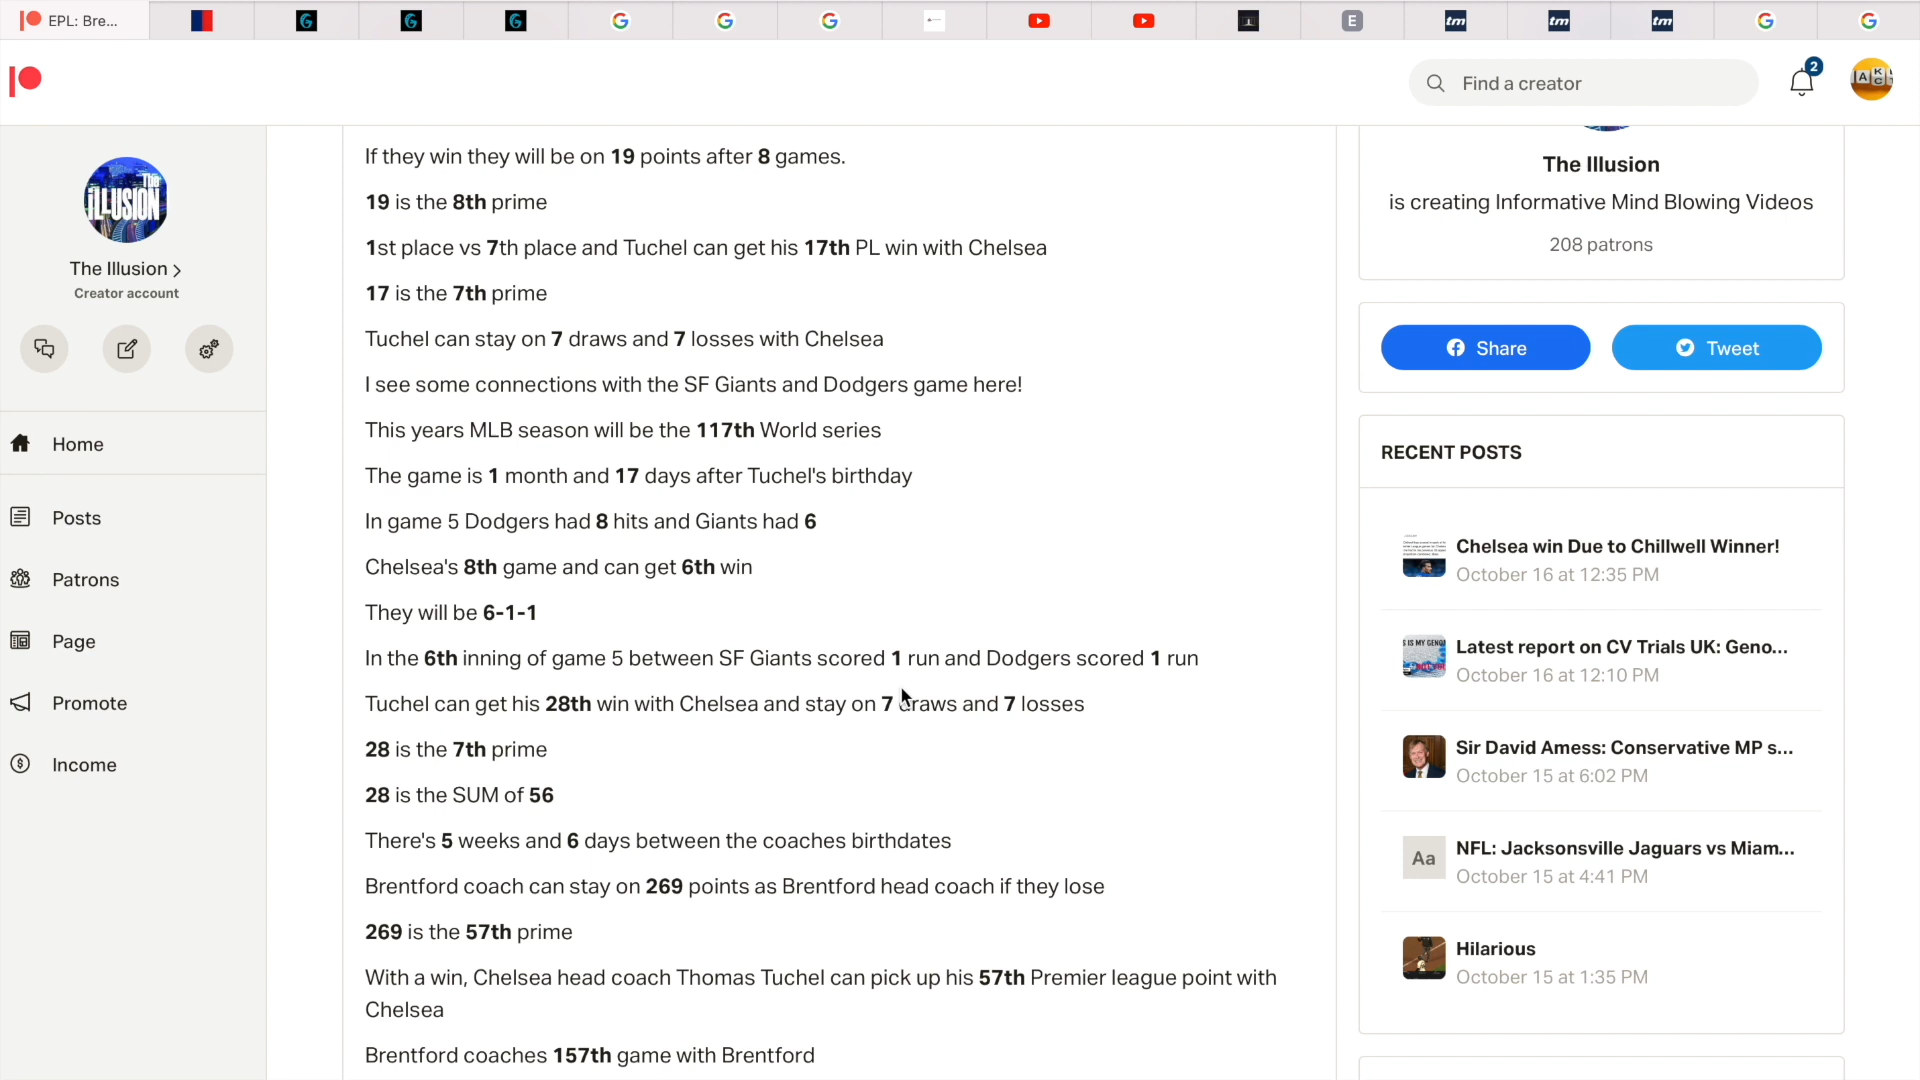 EPL: Bre...
G
G
G
E
tm
tm
tm
Find a creator
2
The Illusion
Creator account
Home
Posts
Patrons
Page
Promote
Income
If they win they will be on 19 points after 8 games.
19 is the 8th prime
1st place vs 7th place and Tuchel can get his 17th PL win with Chelsea
17 is the 7th prime
Tuchel can stay on 7 draws and 7 losses with Chelsea
I see some connections with the SF Giants and Dodgers game here!
This years MLB season will be the 117th World series
The game is 1 month and 17 days after Tuchel's birthday
In game 5 Dodgers had 8 hits and Giants had 6
Chelsea's 8th game and can get 6th win
They will be 6-1-1
In the 6th inning of game 5 between SF Giants scored 1 run and Dodgers scored 1 run
Tuchel can get his 28th win with Chelsea and stay on 7 draws and 7 losses
28 is the 7th prime
28 is the SUM of 56
There's 5 weeks and 6 days between the coaches birthdates
Brentford coach can stay on 269 points as Brentford head coach if they lose
269 is the 57th prime
With a win, Chelsea head coach Thomas Tuchel can pick up his 57th Premier league point with
Chelsea
Brentford coaches 157th game with Brentford
The Illusion
is creating Informative Mind Blowing Videos
208 patrons
Share
Tweet
RECENT POSTS
Chelsea win Due to Chillwell Winner!
October 16 at 12:35 PM
Latest report on CV Trials UK: Geno...
October 16 at 12:10 PM
Sir David Amess: Conservative MP s...
October 15 at 6:02 PM
Aa
NFL: Jacksonsville Jaguars vs Miam...
October 15 at 4:41 PM
Hilarious
October 15 at 1:35 PM